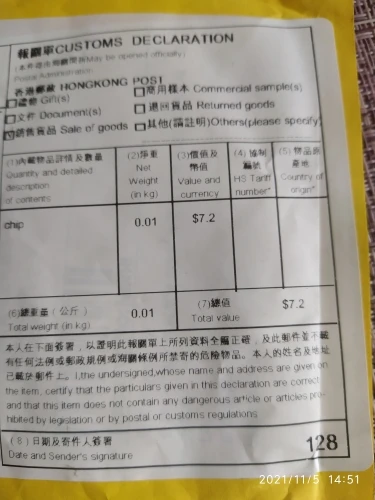 報關單CUSTOMS DECLARATION
(本件須由海關開拆May be opened officially)
Postal Administration
香港郵政 HONGKONG POST
禮物 Gift(s)
商用樣本 Commercial sample(s)
文件 Document(s)
退回貨品 Returned goods
銷售貨品 Sale of goods
其他(請註明)Others(please specify)
(1)內載物品詳情及數量
Quantity and detailed
description
of contents
(2)淨重
Net
Weight
(in kg)
(3)價值及
幣值
Value and
currency
(4)協制
編號
HS Tariff
number*
(5)物品原
產地
Country of
origin*
chip
0.01
$7.2
(6)總重量(公斤)
Total weight (in kg)
0.01
(7)總值
Total value
$7.2
本人在下面簽署,以證明此報關單上所列資料全屬正確,及此郵件並不載
有任何法例或郵政規例或海關條例所禁寄的危險物品。本人的姓名及地址
已載於郵件上。I,the undersigned,whose name and address are given on
the item, certify that the particulars given in this declaration are correct
and that this item does not contain any dangerous article or articles pro-
hibited by legislation or by postal or customs regulations
(8)日期及寄件人簽署
Date and Sender's signature
128
2021/11/5 14:51